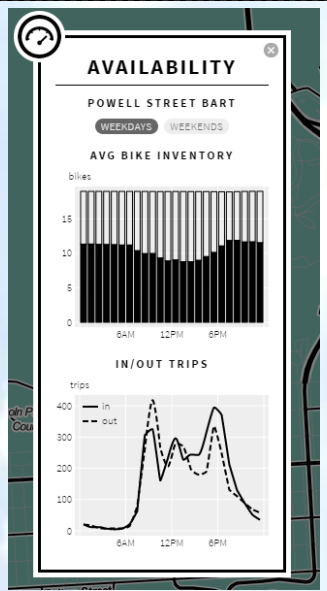 AVAILABILITY
POWELL STREET BART
WEEKDAYS WEEKENDS
AVG BIKE INVENTORY
bikes
15
10
5
0
6AM 12PM 6PM
IN/OUT TRIPS
trips
400
300
200
100
0
in
out
6AM 12PM 6PM